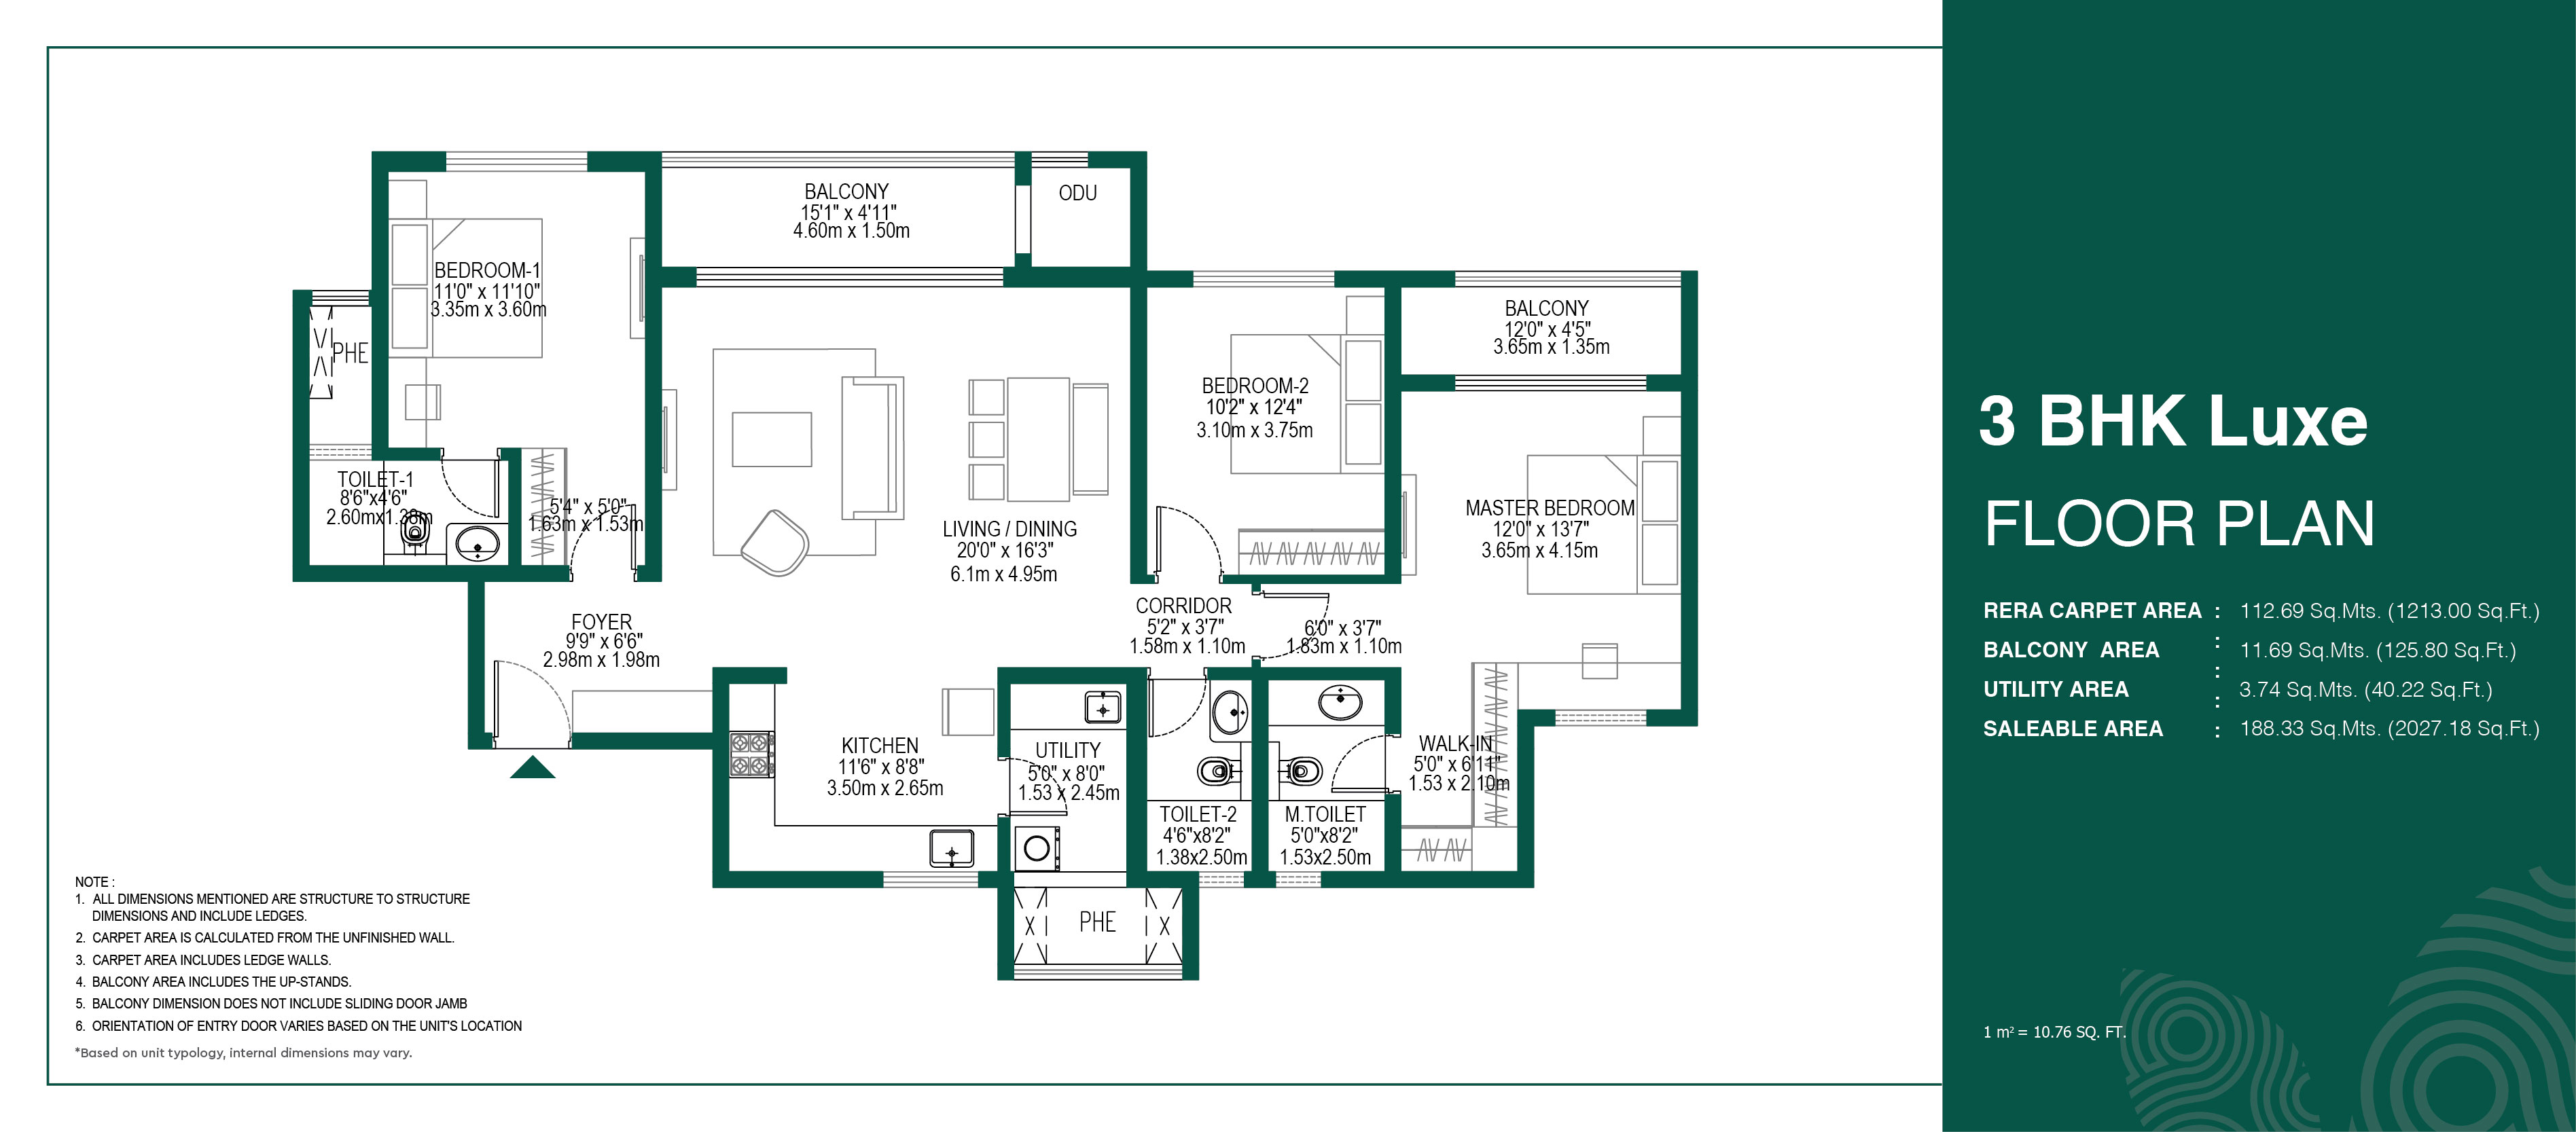 BALCONY
15'1" x 4'11"
4.60m x 1.50m
ODU
BEDROOM-1
11'0" x 11'10"
3.35m x 3.60m
PHE
TOILET-1
8'6"x4'6"
2.60mx1.38m
5'4" x 5'0"
1.63m x 1.53m
LIVING / DINING
20'0" x 16'3"
6.1m x 4.95m
BEDROOM-2
10'2" x 12'4"
3.10m x 3.75m
BALCONY
12'0" x 4'5"
3.65m x 1.35m
MASTER BEDROOM
12'0" x 13'7"
3.65m x 4.15m
FOYER
9'9" x 6'6"
2.98m x 1.98m
CORRIDOR
5'2" x 3'7"
1.58m x 1.10m
6'0" x 3'7"
1.83m x 1.10m
KITCHEN
11'6" x 8'8"
3.50m x 2.65m
UTILITY
5'0" x 8'0"
1.53 x 2.45m
TOILET-2
4'6"x8'2"
1.38x2.50m
M.TOILET
5'0"x8'2"
1.53x2.50m
WALK-IN
5'0" x 6'11"
1.53 x 2.10m
PHE
NOTE :
1. ALL DIMENSIONS MENTIONED ARE STRUCTURE TO STRUCTURE
DIMENSIONS AND INCLUDE LEDGES.
2. CARPET AREA IS CALCULATED FROM THE UNFINISHED WALL.
3. CARPET AREA INCLUDES LEDGE WALLS.
4. BALCONY AREA INCLUDES THE UP-STANDS.
5. BALCONY DIMENSION DOES NOT INCLUDE SLIDING DOOR JAMB
6. ORIENTATION OF ENTRY DOOR VARIES BASED ON THE UNIT'S LOCATION
*Based on unit typology, internal dimensions may vary.
3 BHK Luxe
FLOOR PLAN
RERA CARPET AREA : 112.69 Sq.Mts. (1213.00 Sq.Ft.)
BALCONY AREA : 11.69 Sq.Mts. (125.80 Sq.Ft.)
UTILITY AREA : 3.74 Sq.Mts. (40.22 Sq.Ft.)
SALEABLE AREA : 188.33 Sq.Mts. (2027.18 Sq.Ft.)
1 m² = 10.76 SQ. FT.